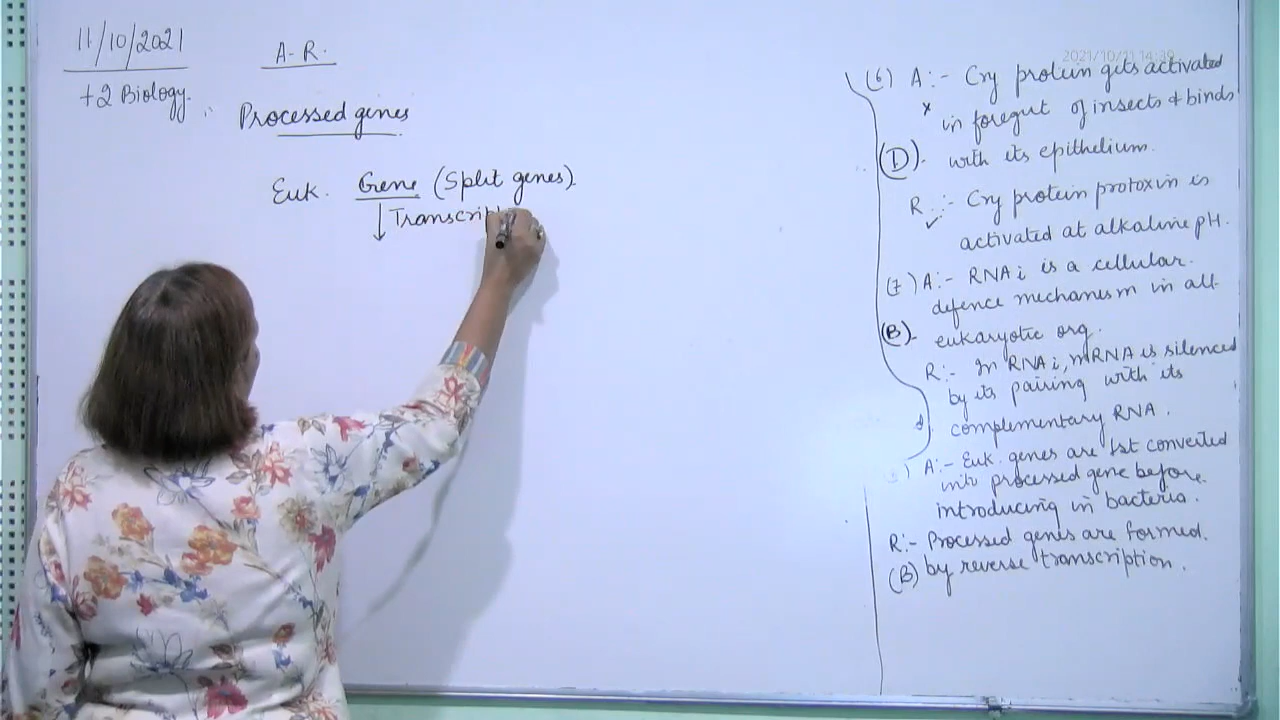 11/10/2021
+2 Biology.
A-R.
Processed genes
Euk. Gene (Split genes).
↓ Transcripti
2021/10/11 14:39
(6) A:- Cry protein gets activated
in foregut of insects & binds
(D). with its epithelium.
R:- Cry protein protoxin is
activated at alkaline pH.
(7) A:- RNA i is a cellular.
defence mechanism in all
(B). eukaryotic org.
R:- In RNA i, mRNA is silenced
by its pairing with its
complementary RNA.
) A:- Euk. genes are 1st converted
into processed gene before
introducing in bacteria.
R:- Processed genes are formed.
(B) by reverse transcription.